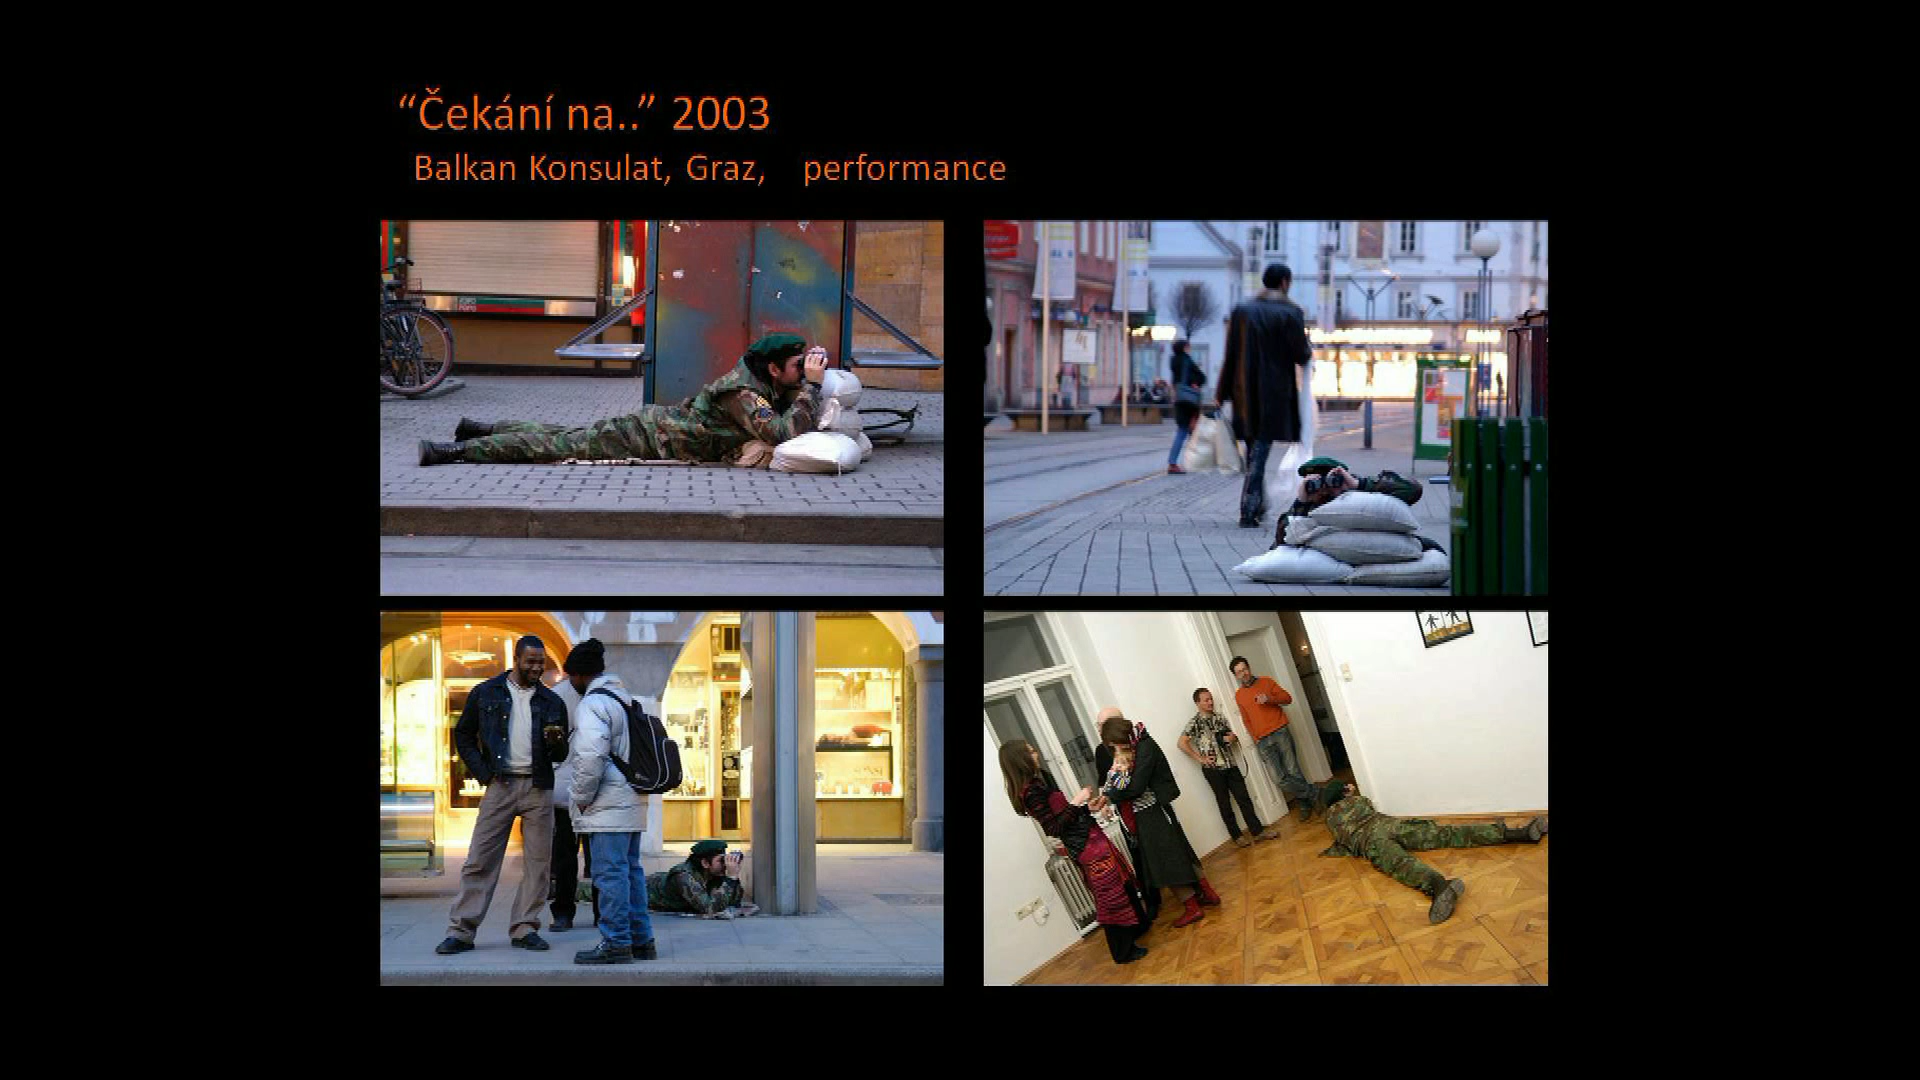 “Čekání na..” 2003
Balkan Konsulat, Graz, performance